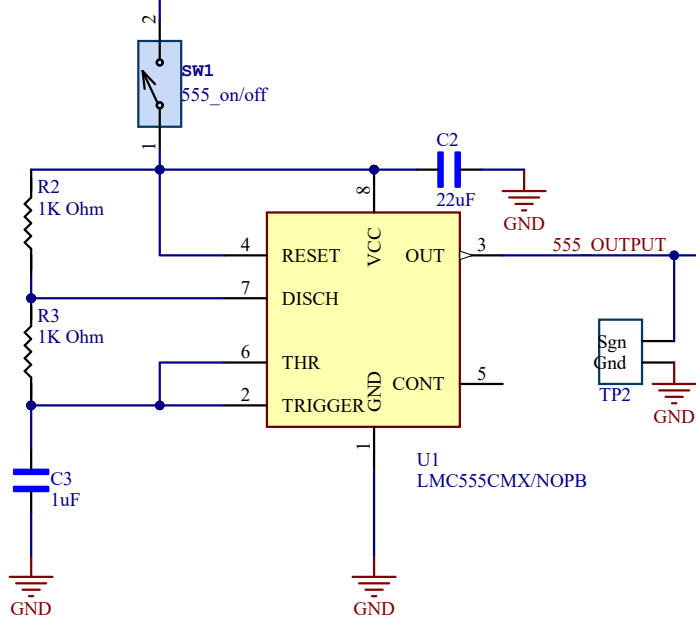 2
SW1
555_on/off
1
C2
22uF
GND
R2
1K Ohm
8
VCC
4
RESET
OUT
3
555_OUTPUT
7
DISCH
R3
1K Ohm
6
THR
CONT
5
2
TRIGGER
GND
1
Sgn
Gnd
TP2
GND
U1
LMC555CMX/NOPB
C3
1uF
GND
GND